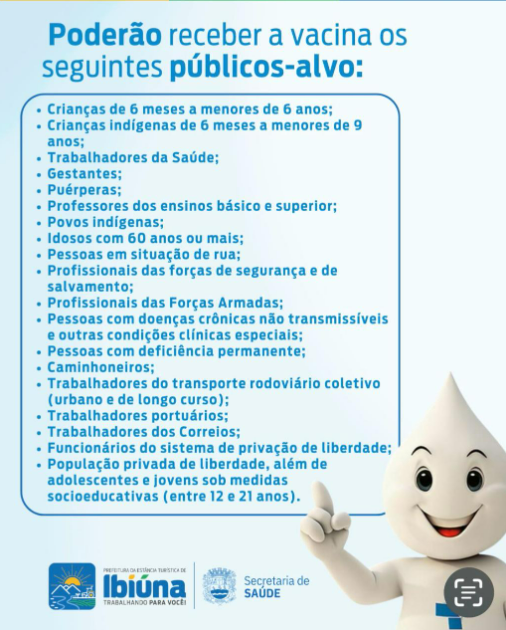 Poderão receber a vacina os
seguintes públicos-alvo:
• Crianças de 6 meses a menores de 6 anos;
• Crianças indígenas de 6 meses a menores de 9
anos;
• Trabalhadores da Saúde;
• Gestantes;
• Puérperas;
• Professores dos ensinos básico e superior;
• Povos indígenas;
• Idosos com 60 anos ou mais;
• Pessoas em situação de rua;
• Profissionais das forças de segurança e de
salvamento;
• Profissionais das Forças Armadas;
• Pessoas com doenças crônicas não transmissíveis
e outras condições clínicas especiais;
• Pessoas com deficiência permanente;
• Caminhoneiros;
• Trabalhadores do transporte rodoviário coletivo
(urbano e de longo curso);
• Trabalhadores portuários;
• Trabalhadores dos Correios;
• Funcionários do sistema de privação de liberdade;
• População privada de liberdade, além de
adolescentes e jovens sob medidas
socioeducativas (entre 12 e 21 anos).
PREFEITURA DA ESTÂNCIA TURÍSTICA DE
Ibiúna
TRABALHANDO PARA VOCÊ!
Secretaria de
SAÚDE